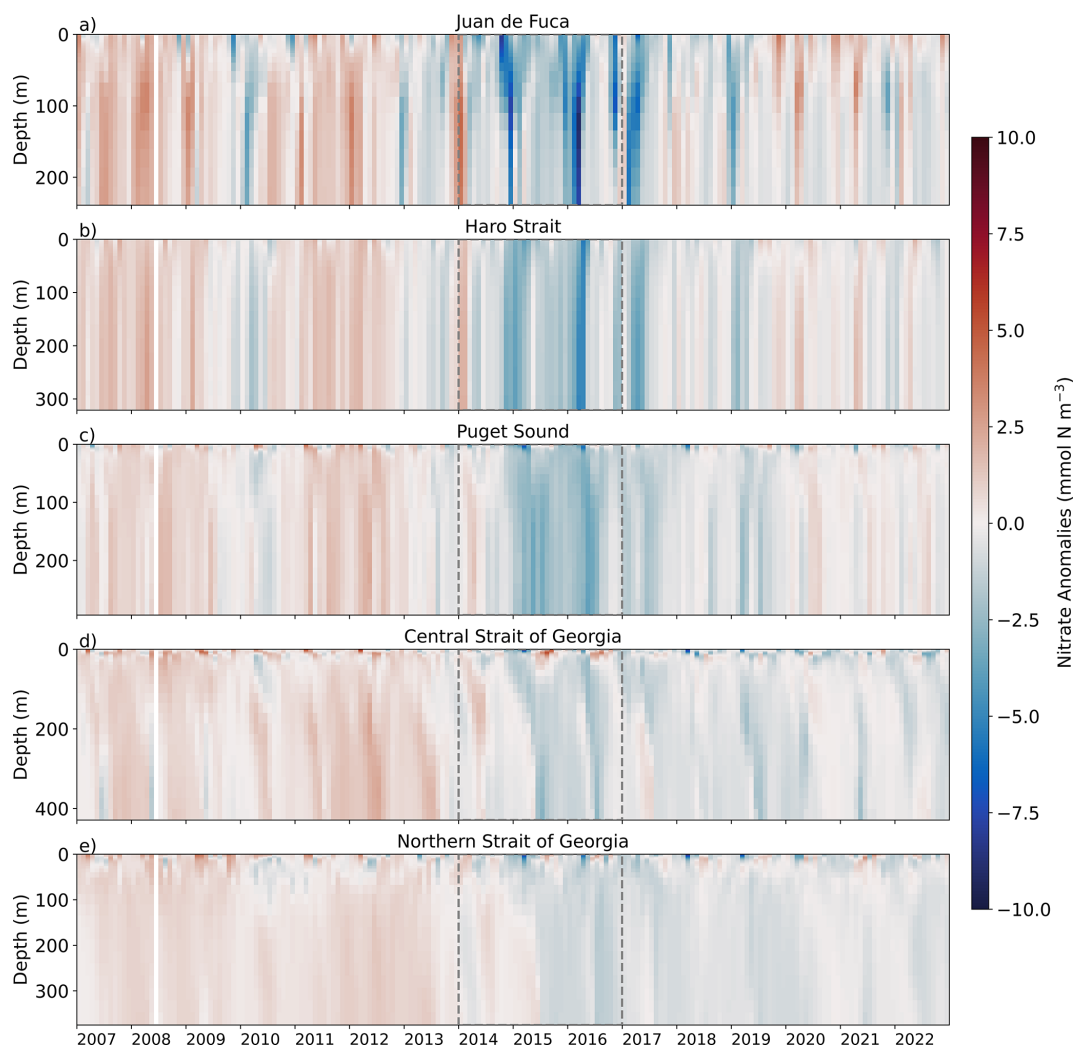 a)
Juan de Fuca
0
100
200
Depth (m)
b)
Haro Strait
0
100
200
300
Depth (m)
c)
Puget Sound
0
100
200
Depth (m)
d)
Central Strait of Georgia
0
200
400
Depth (m)
e)
Northern Strait of Georgia
0
100
200
300
Depth (m)
2007 2008 2009 2010 2011 2012 2013 2014 2015 2016 2017 2018 2019 2020 2021 2022
10.0
7.5
5.0
2.5
0.0
−2.5
−5.0
−7.5
−10.0
Nitrate Anomalies (mmol N m⁻³)